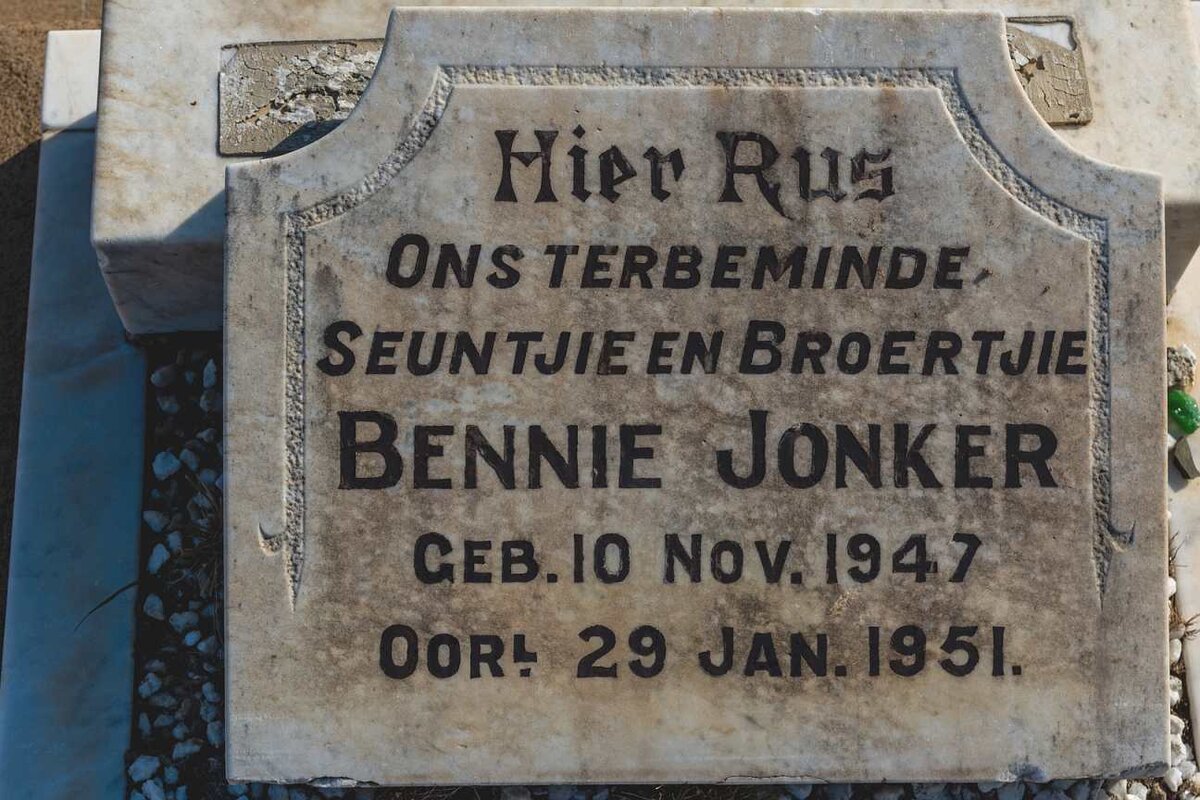 Hier Rus
ONS TERBEMINDE
SEUNTJIE EN BROERTJIE
BENNIE JONKER
GEB. 10 NOV. 1947
OORL. 29 JAN. 1951.